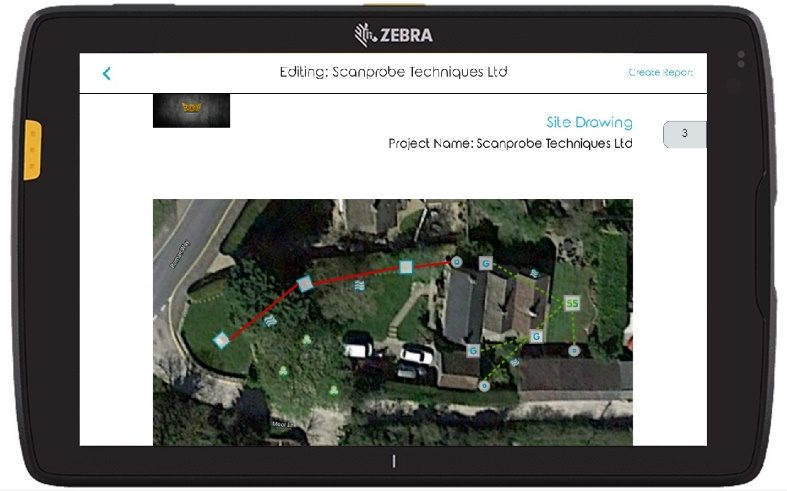 ZEBRA
Editing: Scanprobe Techniques Ltd
Create Report
Site Drawing
Project Name: Scanprobe Techniques Ltd
3
G
SS
G
G